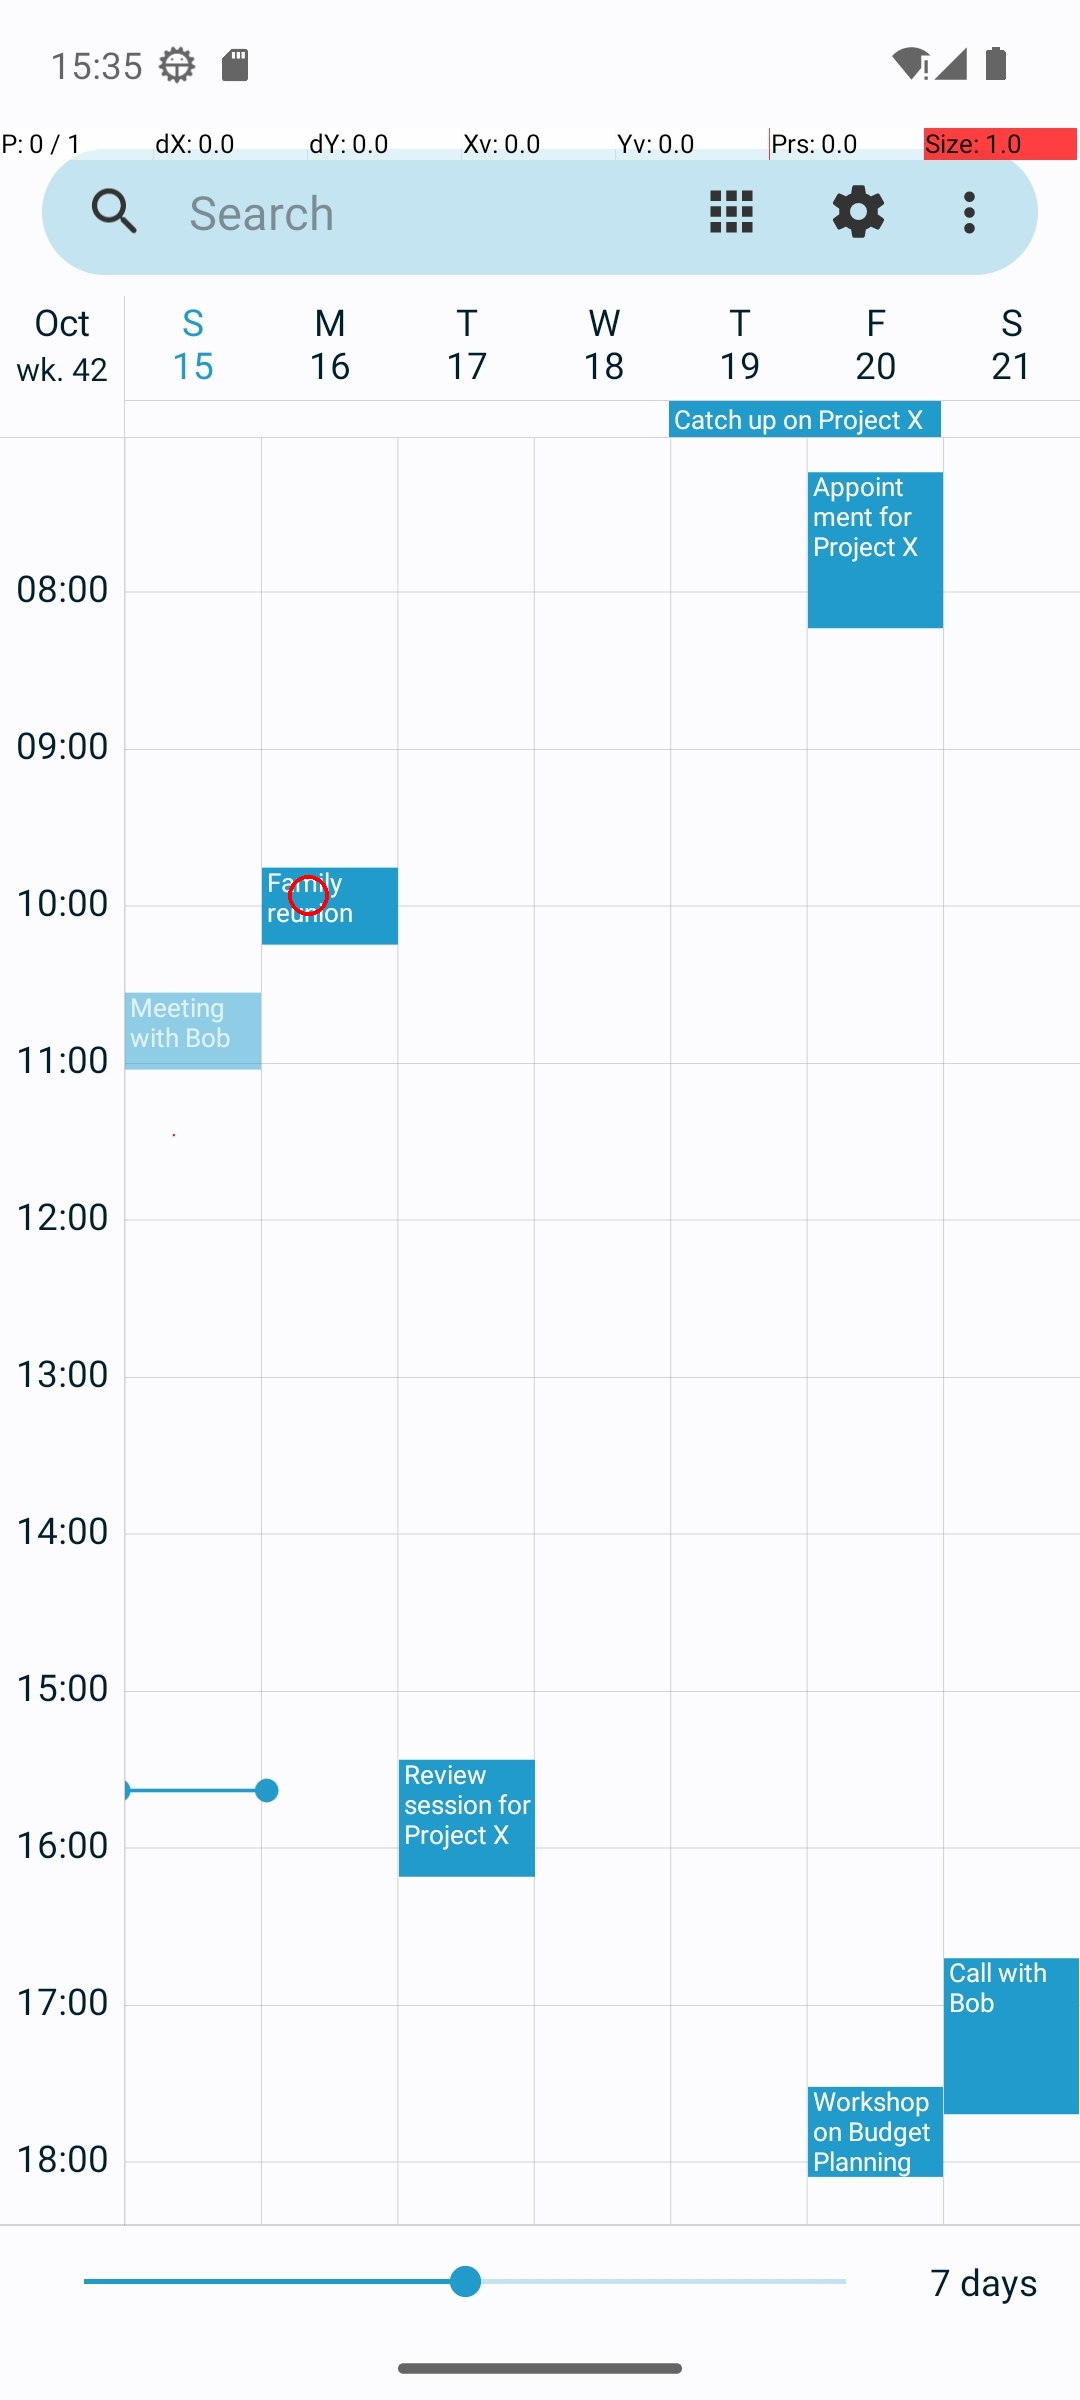 15:35
P: 0 / 1 dX: 0.0 dY: 0.0 Xv: 0.0 Yv: 0.0 Prs: 0.0 Size: 1.0
Search
Oct S M T W T F S
wk. 42 15 16 17 18 19 20 21
Catch up on Project X
Appoint
ment for
Project X
08:00
09:00
Family
reunion
10:00
Meeting
with Bob
11:00
12:00
13:00
14:00
15:00
Review
session for
Project X
16:00
Call with
Bob
17:00
Workshop
on Budget
Planning
18:00
7 days